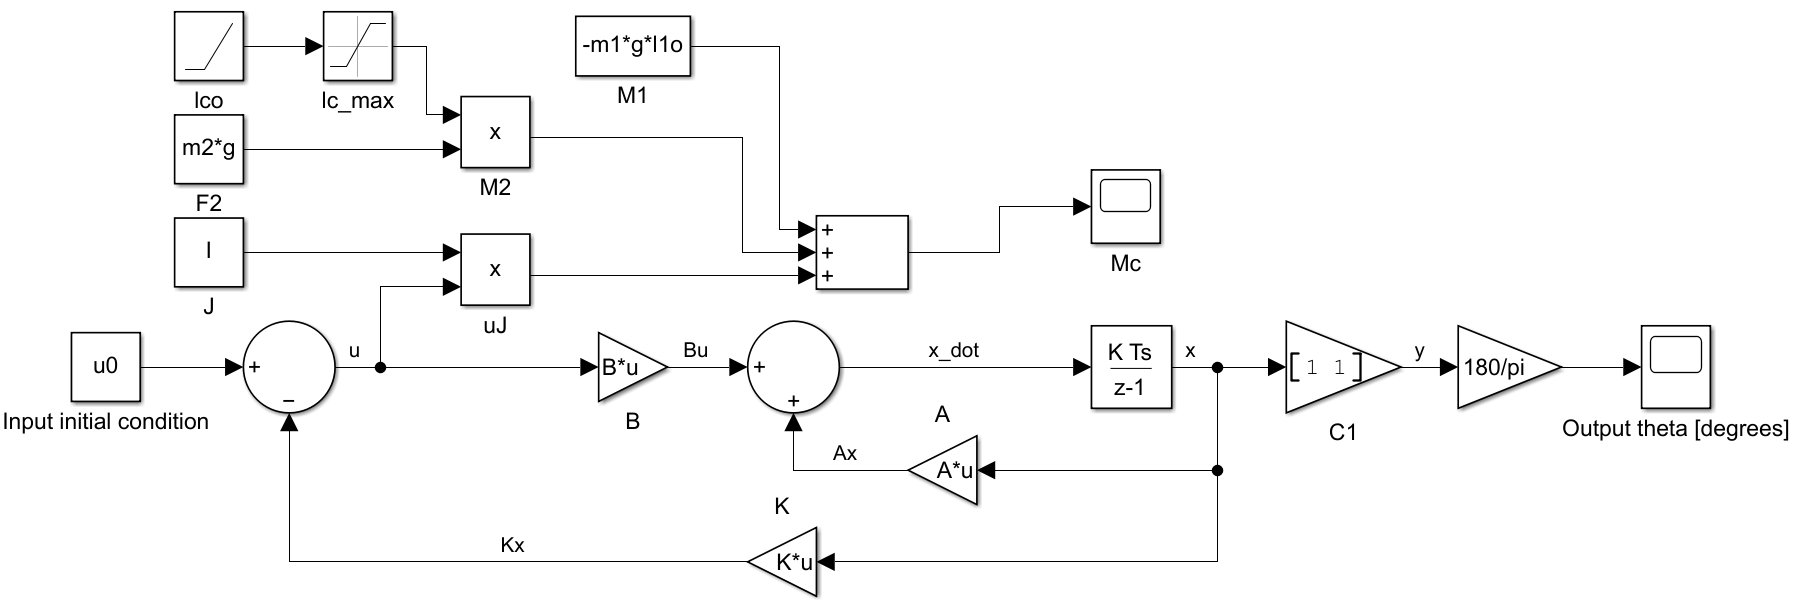 -m1*g*l1o
M1
lco
lc_max
m2*g
F2
x
M2
I
J
x
uJ
+
+
+
Mc
u0
Input initial condition
+
−
u
B*u
B
Bu
+
+
x_dot
K Ts
z-1
x
[ 1 1 ]
C1
y
180/pi
Output theta [degrees]
A
A*u
Ax
K
K*u
Kx